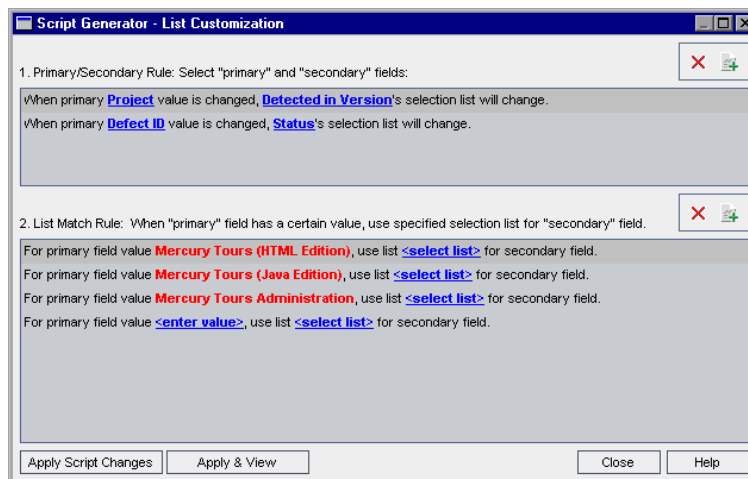 Script Generator - List Customization
1. Primary/Secondary Rule: Select "primary" and "secondary" fields:
When primary Project value is changed, Detected in Version's selection list will change.
When primary Defect ID value is changed, Status's selection list will change.
2. List Match Rule: When "primary" field has a certain value, use specified selection list for "secondary" field.
For primary field value Mercury Tours (HTML Edition), use list <select list> for secondary field.
For primary field value Mercury Tours (Java Edition), use list <select list> for secondary field.
For primary field value Mercury Tours Administration, use list <select list> for secondary field.
For primary field value <enter value>, use list <select list> for secondary field.
Apply Script Changes Apply & View Close Help